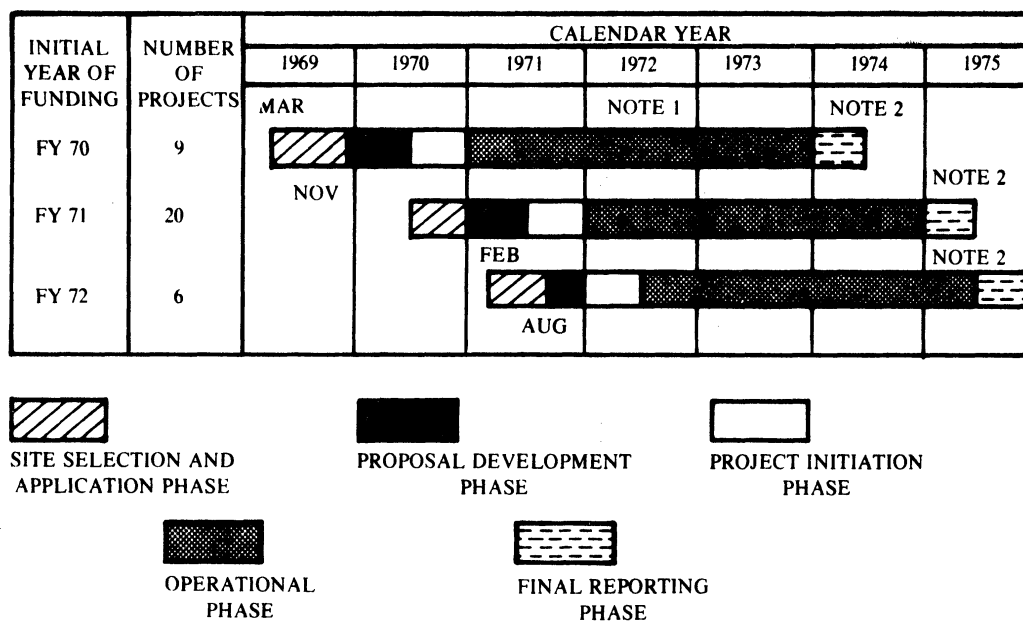 INITIAL
YEAR OF
FUNDING
NUMBER
OF
PROJECTS
CALENDAR YEAR
1969 1970 1971 1972 1973 1974 1975
MAR NOTE 1 NOTE 2
FY 70 9
NOV NOTE 2
FY 71 20
FEB NOTE 2
FY 72 6
AUG
SITE SELECTION AND
APPLICATION PHASE
PROPOSAL DEVELOPMENT
PHASE
PROJECT INITIATION
PHASE
OPERATIONAL
PHASE
FINAL REPORTING
PHASE